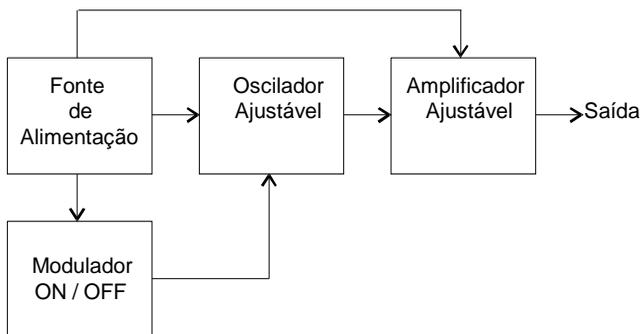 Fonte
de
Alimentação
Oscilador
Ajustável
Amplificador
Ajustável
Saída
Modulador
ON / OFF